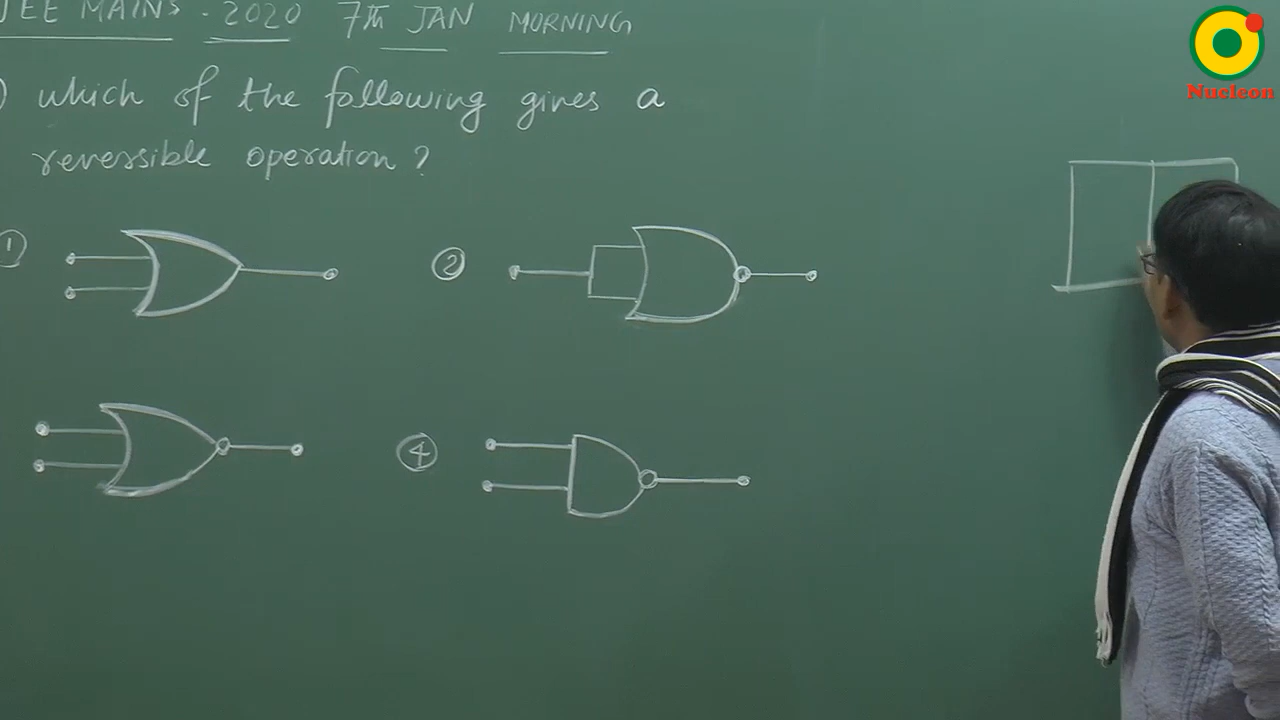 JEE MAINS - 2020 7th JAN MORNING
Nucleon
) which of the following gives a
reversible operation ?
1
2
4